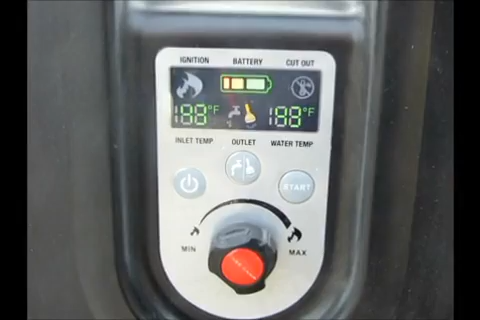 IGNITION BATTERY CUT OUT
188°F 188°F
INLET TEMP OUTLET WATER TEMP
START
MIN MAX